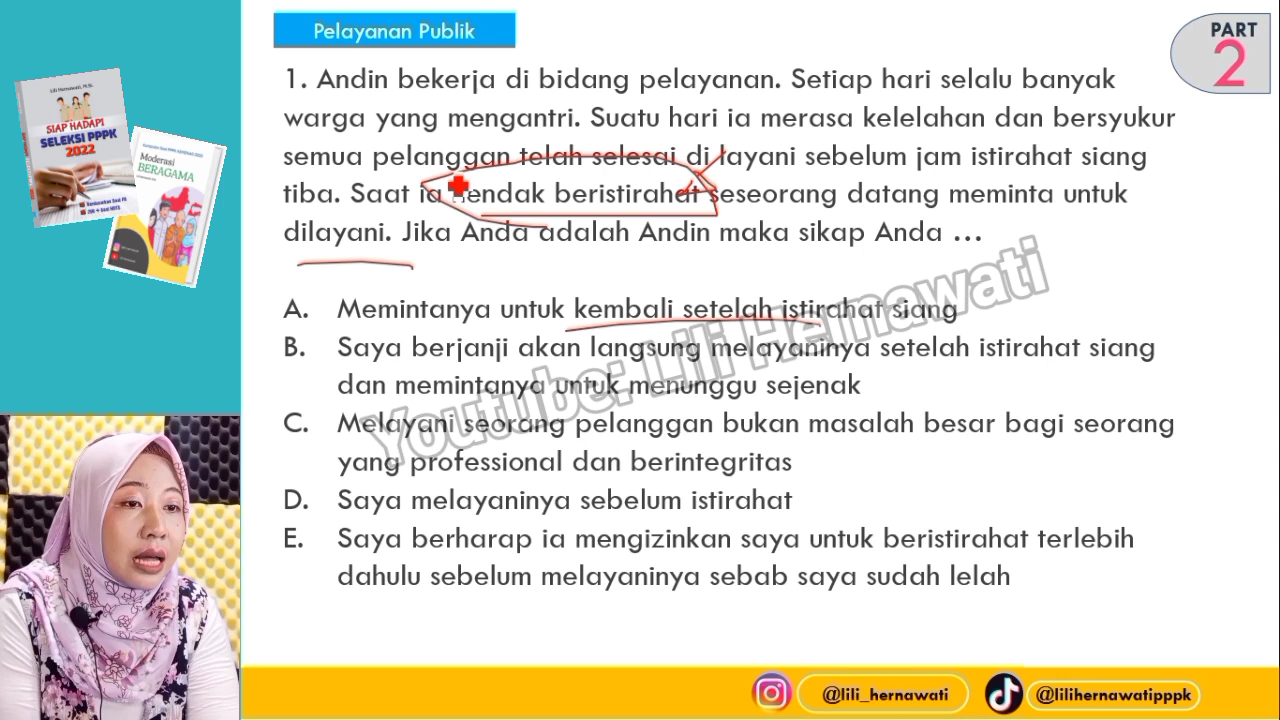 Pelayanan Publik
PART
2
1. Andin bekerja di bidang pelayanan. Setiap hari selalu banyak
warga yang mengantri. Suatu hari ia merasa kelelahan dan bersyukur
semua pelanggan telah selesai di layani sebelum jam istirahat siang
tiba. Saat ia hendak beristirahat seseorang datang meminta untuk
dilayani. Jika Anda adalah Andin maka sikap Anda ...
A. Memintanya untuk kembali setelah istirahat siang
B. Saya berjanji akan langsung melayaninya setelah istirahat siang
dan memintanya untuk menunggu sejenak
C. Melayani seorang pelanggan bukan masalah besar bagi seorang
yang professional dan berintegritas
D. Saya melayaninya sebelum istirahat
E. Saya berharap ia mengizinkan saya untuk beristirahat terlebih
dahulu sebelum melayaninya sebab saya sudah lelah
Youtube: Lili Hernawati
Lili Hernawati, M.Si.
SIAP HADAPI
SELEKSI PPPK
2022
Moderasi
BERAGAMA
@lili_hernawati
@lilihernawatipppk